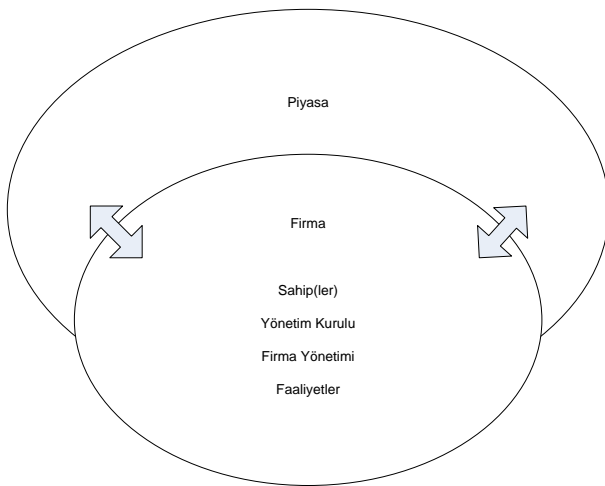 Piyasa
Firma
Sahip(ler)
Yönetim Kurulu
Firma Yönetimi
Faaliyetler